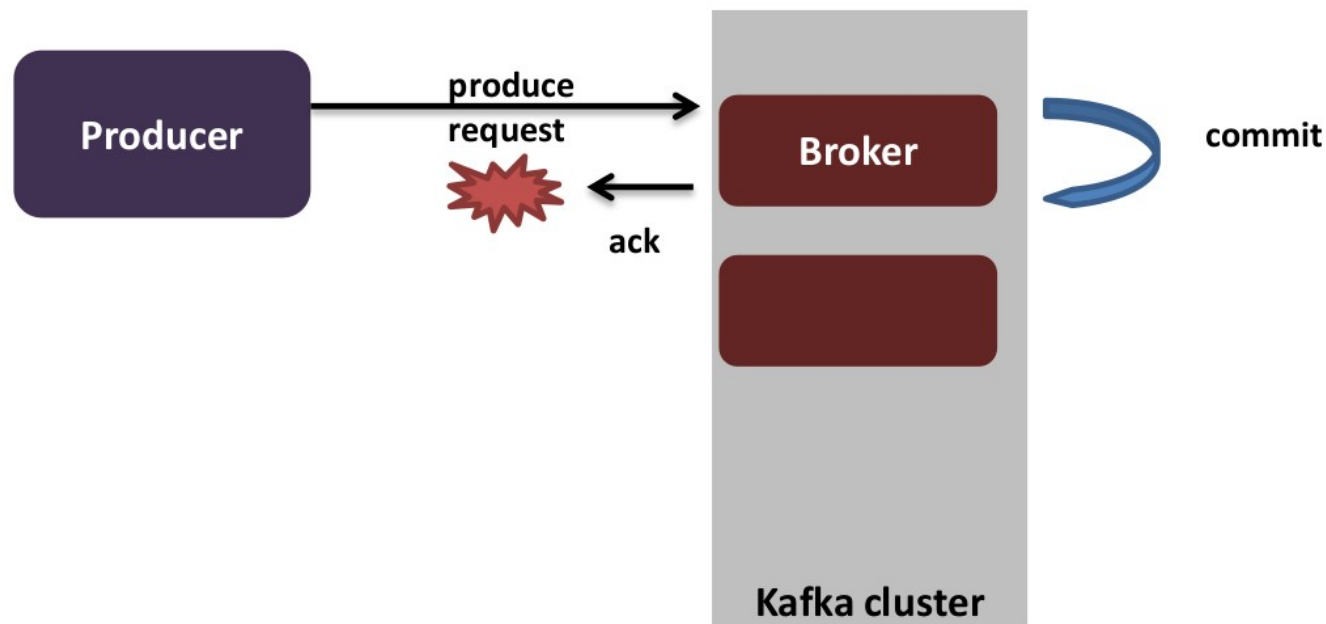 Producer
produce
request
ack
Broker
commit
Kafka cluster